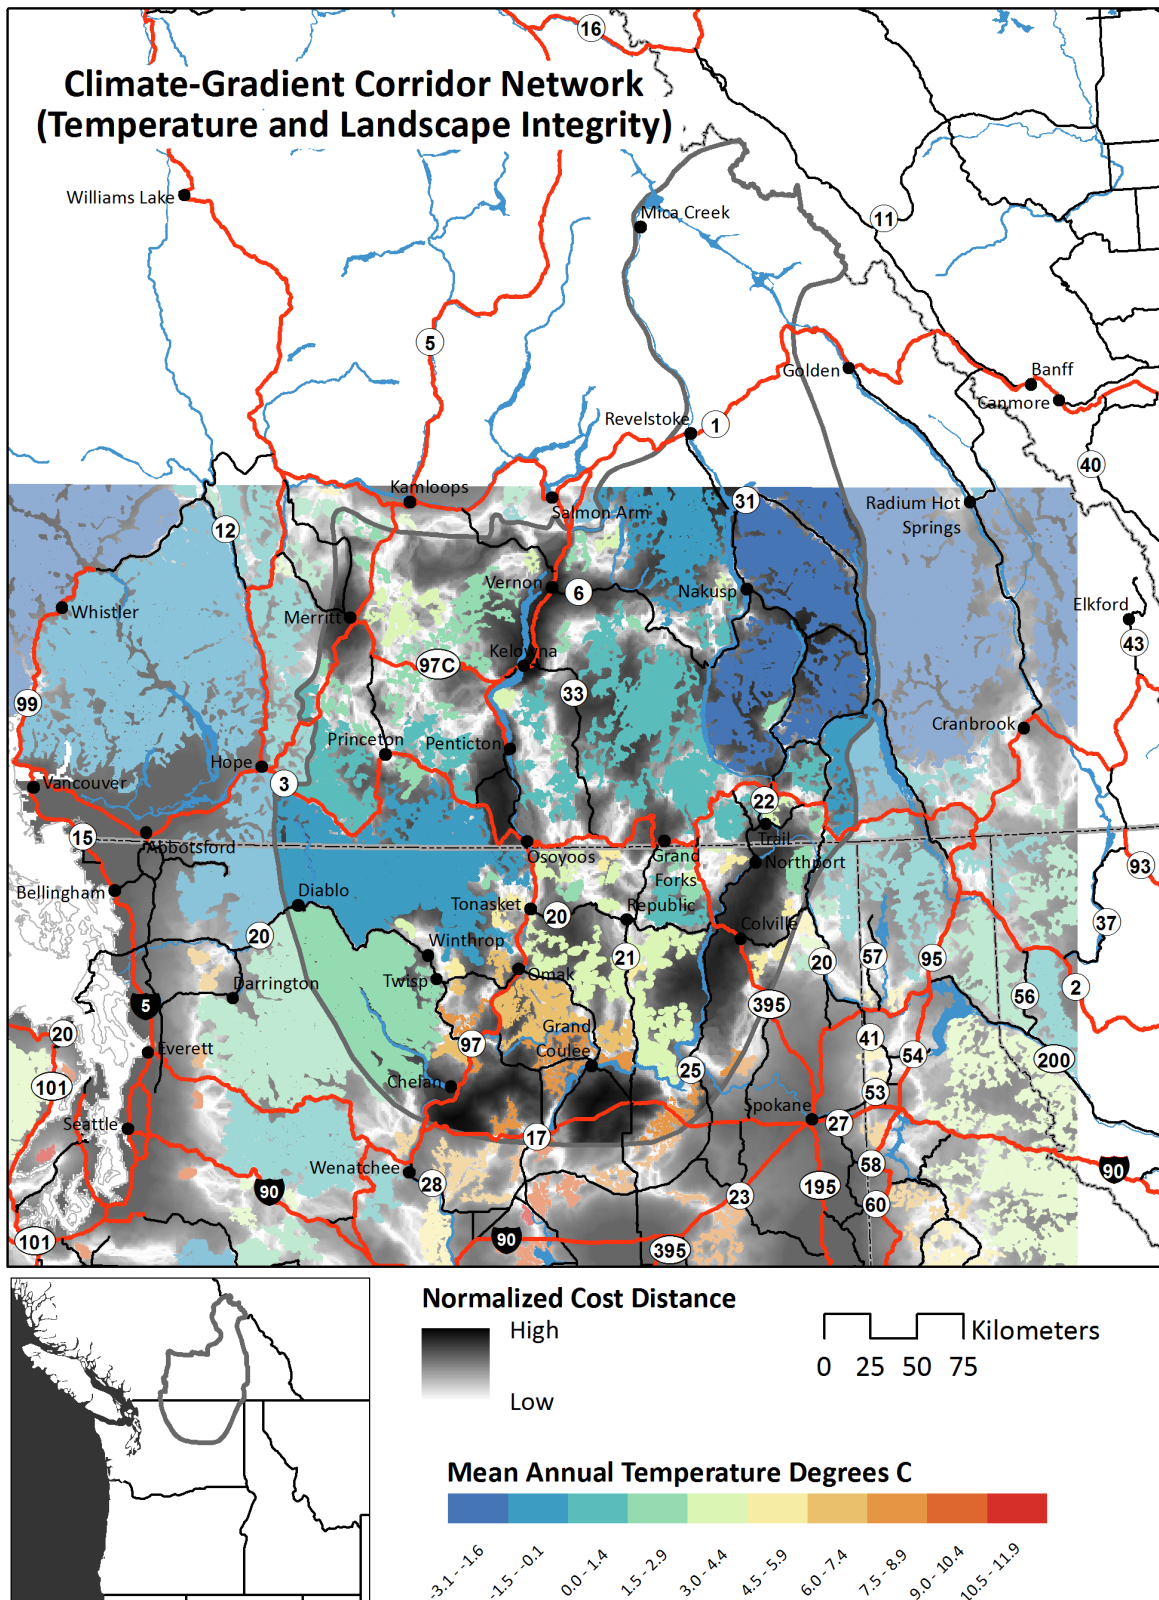 16
Climate-Gradient Corridor Network
(Temperature and Landscape Integrity)
Williams Lake
Mica Creek
11
5
Golden
Banff
Canmore
Revelstoke
1
40
Kamloops
Salmon Arm
31
Radium Hot
Springs
12
Vernon
6
Nakusp
Whistler
Merritt
Elkford
43
Kelowna
97C
33
99
Princeton
Penticton
Cranbrook
Hope
Vancouver
3
22
15
Abbotsford
Trail
Osoyoos
Grand
Forks
Northport
93
Bellingham
Diablo
Tonasket
20
Republic
Colville
37
20
Winthrop
21
20
57
95
Twisp
Omak
Darrington
5
395
56
2
20
Everett
97
Grand
Coulee
41
54
200
101
Chelan
25
53
Seattle
Spokane
27
17
Wenatchee
28
58
90
90
23
195
60
101
90
395
Normalized Cost Distance
High
Low
Kilometers
0 25 50 75
Mean Annual Temperature Degrees C
-3.1 - -1.6
-1.5 - -0.1
0.0 - 1.4
1.5 - 2.9
3.0 - 4.4
4.5 - 5.9
6.0 - 7.4
7.5 - 8.9
9.0 - 10.4
10.5 - 11.9